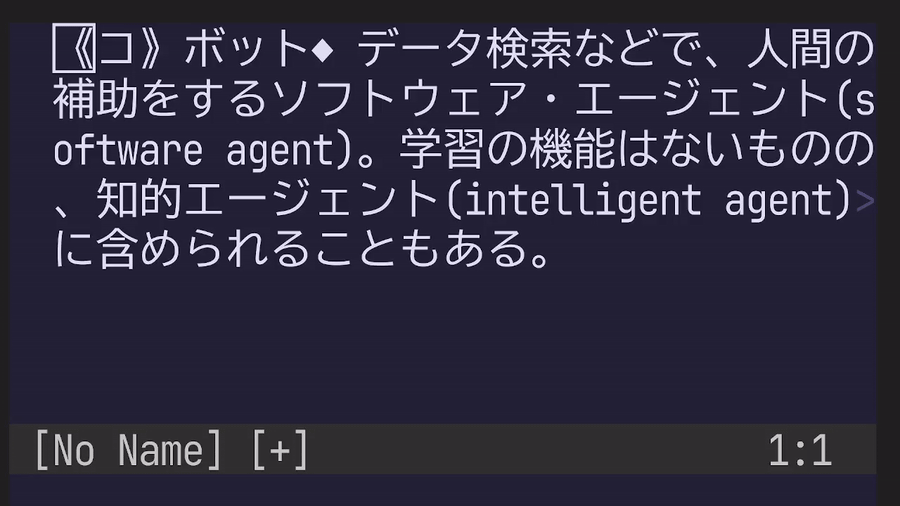 《コ》ボット◆ データ検索などで、人間の
補助をするソフトウェア・エージェント(s
oftware agent)。学習の機能はないものの
、知的エージェント(intelligent agent)>
に含められることもある。
[No Name] [+] 1:1